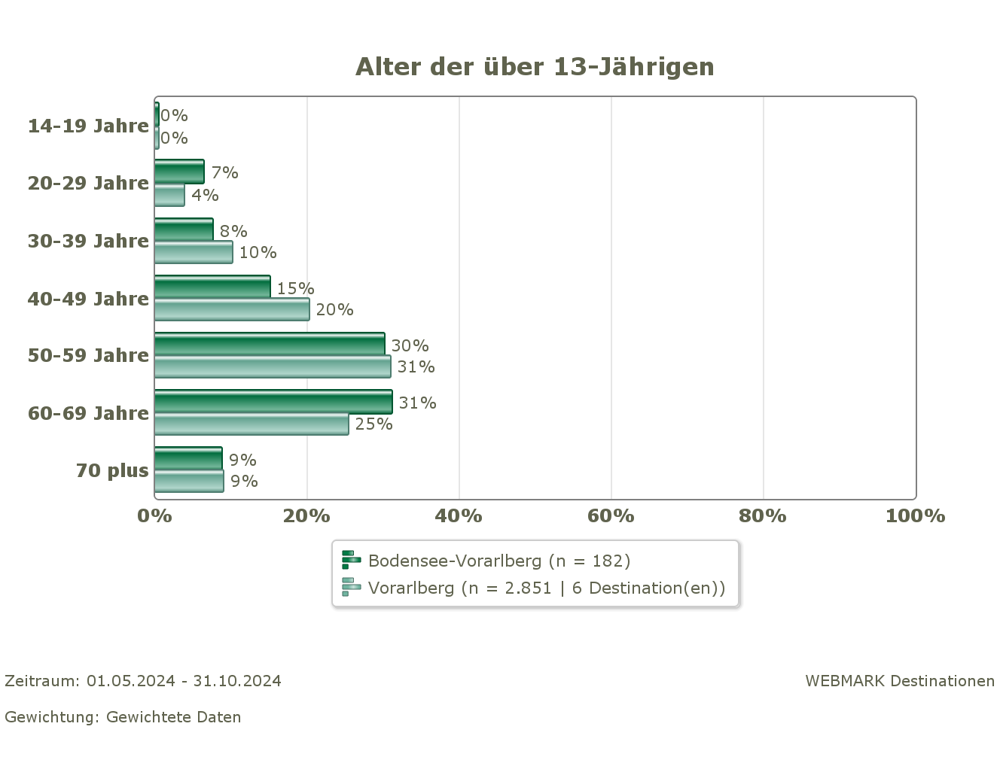 Alter der über 13-Jährigen
14-19 Jahre
0%
0%
20-29 Jahre
7%
4%
30-39 Jahre
8%
10%
40-49 Jahre
15%
20%
50-59 Jahre
30%
31%
60-69 Jahre
31%
25%
70 plus
9%
9%
0% 20% 40% 60% 80% 100%
Bodensee-Vorarlberg (n = 182)
Vorarlberg (n = 2.851 | 6 Destination(en))
Zeitraum: 01.05.2024 - 31.10.2024
WEBMARK Destinationen
Gewichtung: Gewichtete Daten